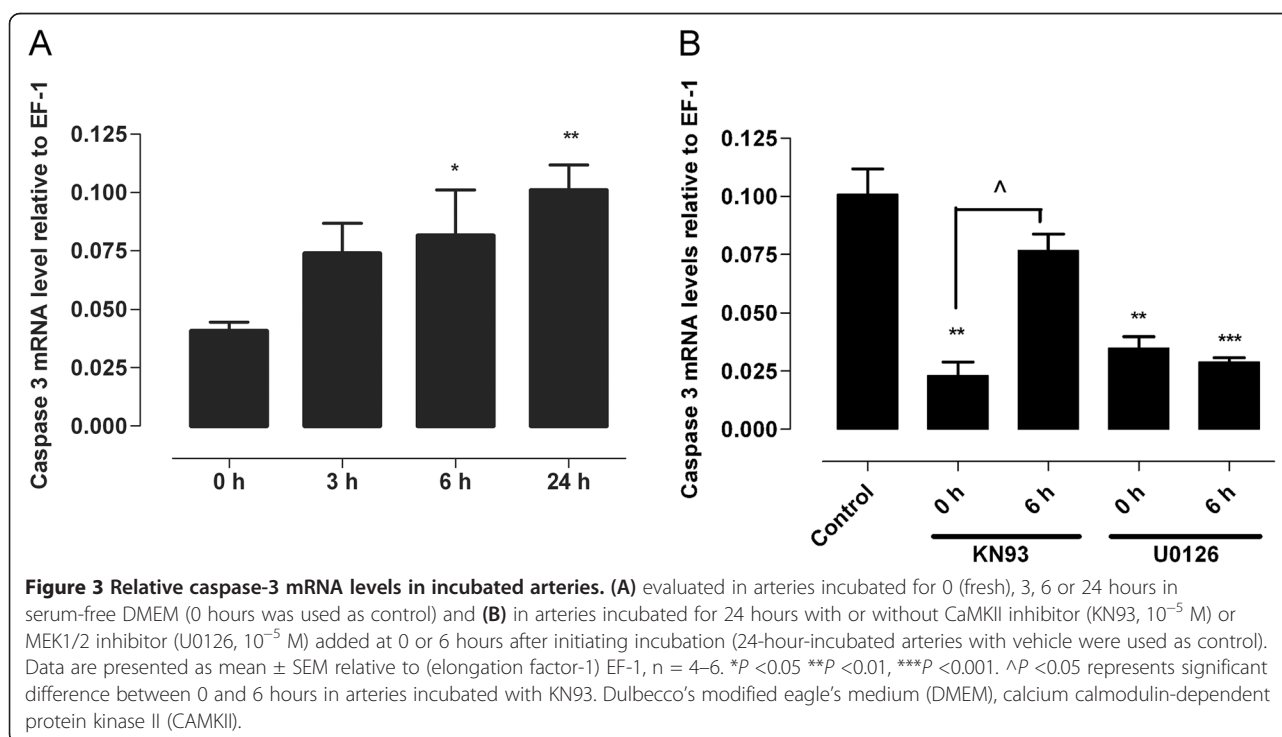 A
Caspase 3 mRNA level relative to EF-1
0.125
0.100
0.075
0.050
0.025
0.000
*
**
0 h 3 h 6 h 24 h
B
Caspase 3 mRNA levels relative to EF-1
0.125
0.100
0.075
0.050
0.025
0.000
^
**
**
***
Control 0 h 6 h 0 h 6 h
KN93 U0126
Figure 3 Relative caspase-3 mRNA levels in incubated arteries. (A) evaluated in arteries incubated for 0 (fresh), 3, 6 or 24 hours in
serum-free DMEM (0 hours was used as control) and (B) in arteries incubated for 24 hours with or without CaMKII inhibitor (KN93, 10⁻⁵ M) or
MEK1/2 inhibitor (U0126, 10⁻⁵ M) added at 0 or 6 hours after initiating incubation (24-hour-incubated arteries with vehicle were used as control).
Data are presented as mean ± SEM relative to (elongation factor-1) EF-1, n = 4–6. *P <0.05 **P <0.01, ***P <0.001. ^P <0.05 represents significant
difference between 0 and 6 hours in arteries incubated with KN93. Dulbecco's modified eagle's medium (DMEM), calcium calmodulin-dependent
protein kinase II (CAMKII).